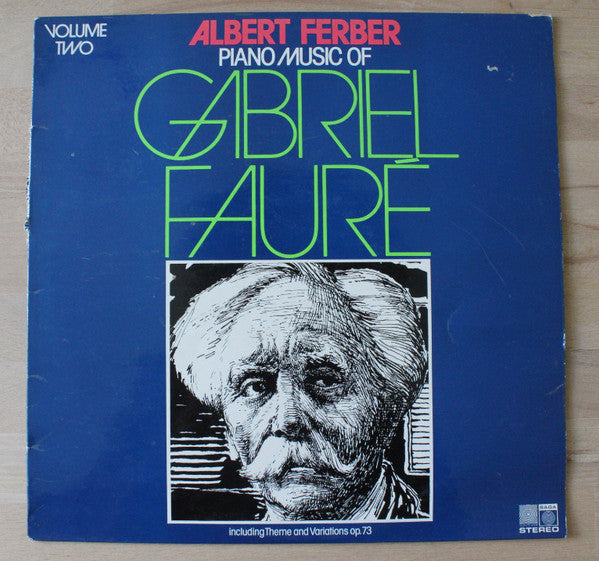 VOLUME
TWO
ALBERT FERBER
PIANO MUSIC OF
GABRIEL
FAURÉ
including Theme and Variations op.73
SAGA
STEREO